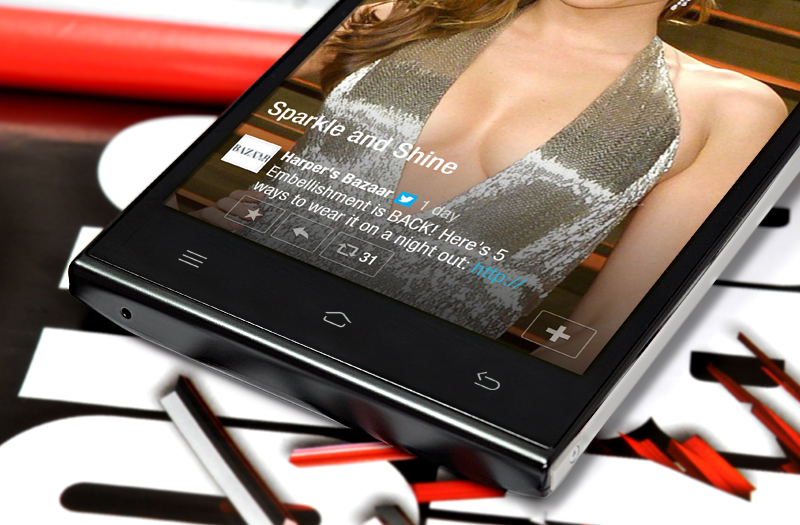 Sparkle and Shine
BAZAAR
Harper's Bazaar 1 day
Embellishment is BACK! Here's 5
ways to wear it on a night out: http://
31